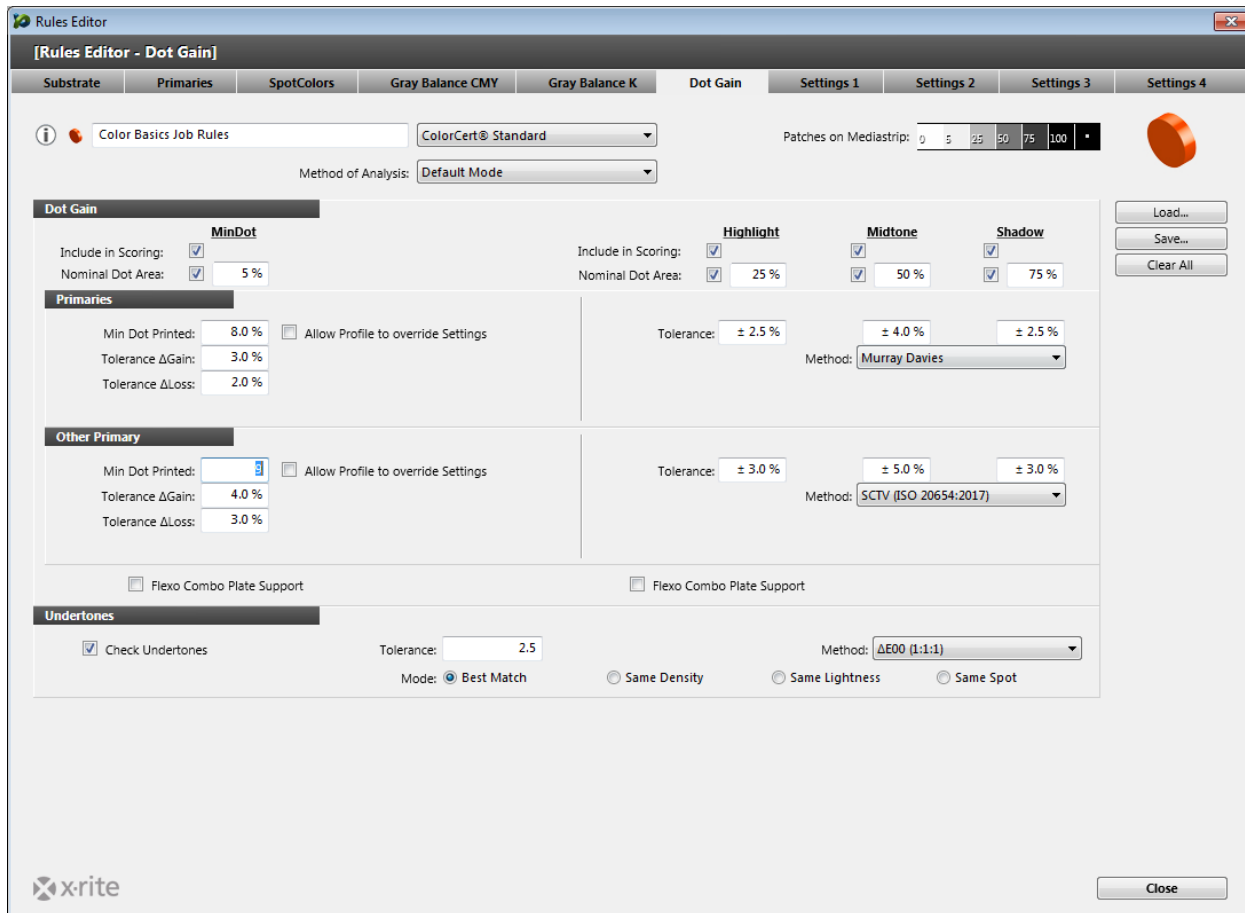 Rules Editor
[Rules Editor - Dot Gain]
Substrate Primaries SpotColors Gray Balance CMY Gray Balance K Dot Gain Settings 1 Settings 2 Settings 3 Settings 4
Color Basics Job Rules ColorCert® Standard Patches on Mediastrip: 0 5 25 50 75 100 *
Method of Analysis: Default Mode
Dot Gain Load...
MinDot Highlight Midtone Shadow
Include in Scoring: Include in Scoring: Save...
Nominal Dot Area: 5 % Nominal Dot Area: 25 % 50 % 75 % Clear All
Primaries
Min Dot Printed: 8.0 % Allow Profile to override Settings Tolerance: ± 2.5 % ± 4.0 % ± 2.5 %
Tolerance ΔGain: 3.0 % Method: Murray Davies
Tolerance ΔLoss: 2.0 %
Other Primary
Min Dot Printed: 9 Allow Profile to override Settings Tolerance: ± 3.0 % ± 5.0 % ± 3.0 %
Tolerance ΔGain: 4.0 % Method: SCTV (ISO 20654:2017)
Tolerance ΔLoss: 3.0 %
Flexo Combo Plate Support Flexo Combo Plate Support
Undertones
Check Undertones Tolerance: 2.5 Method: ΔE00 (1:1:1)
Mode: Best Match Same Density Same Lightness Same Spot
x·rite Close